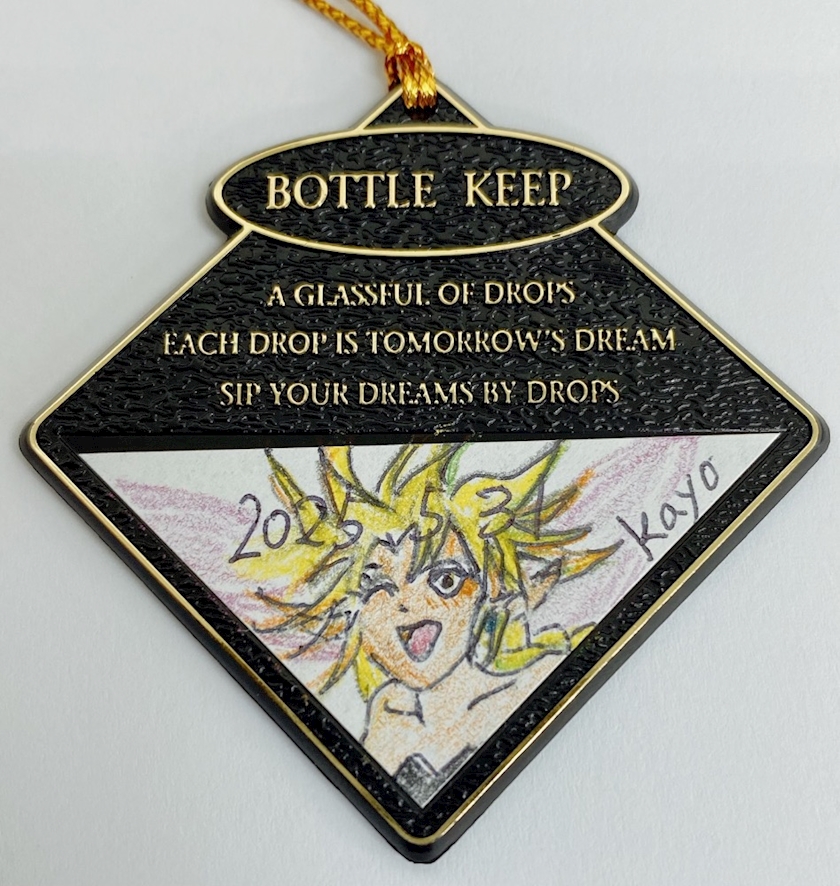 BOTTLE KEEP
A GLASSFUL OF DROPS
EACH DROP IS TOMORROW'S DREAM
SIP YOUR DREAMS BY DROPS
2025 5 31
kayo